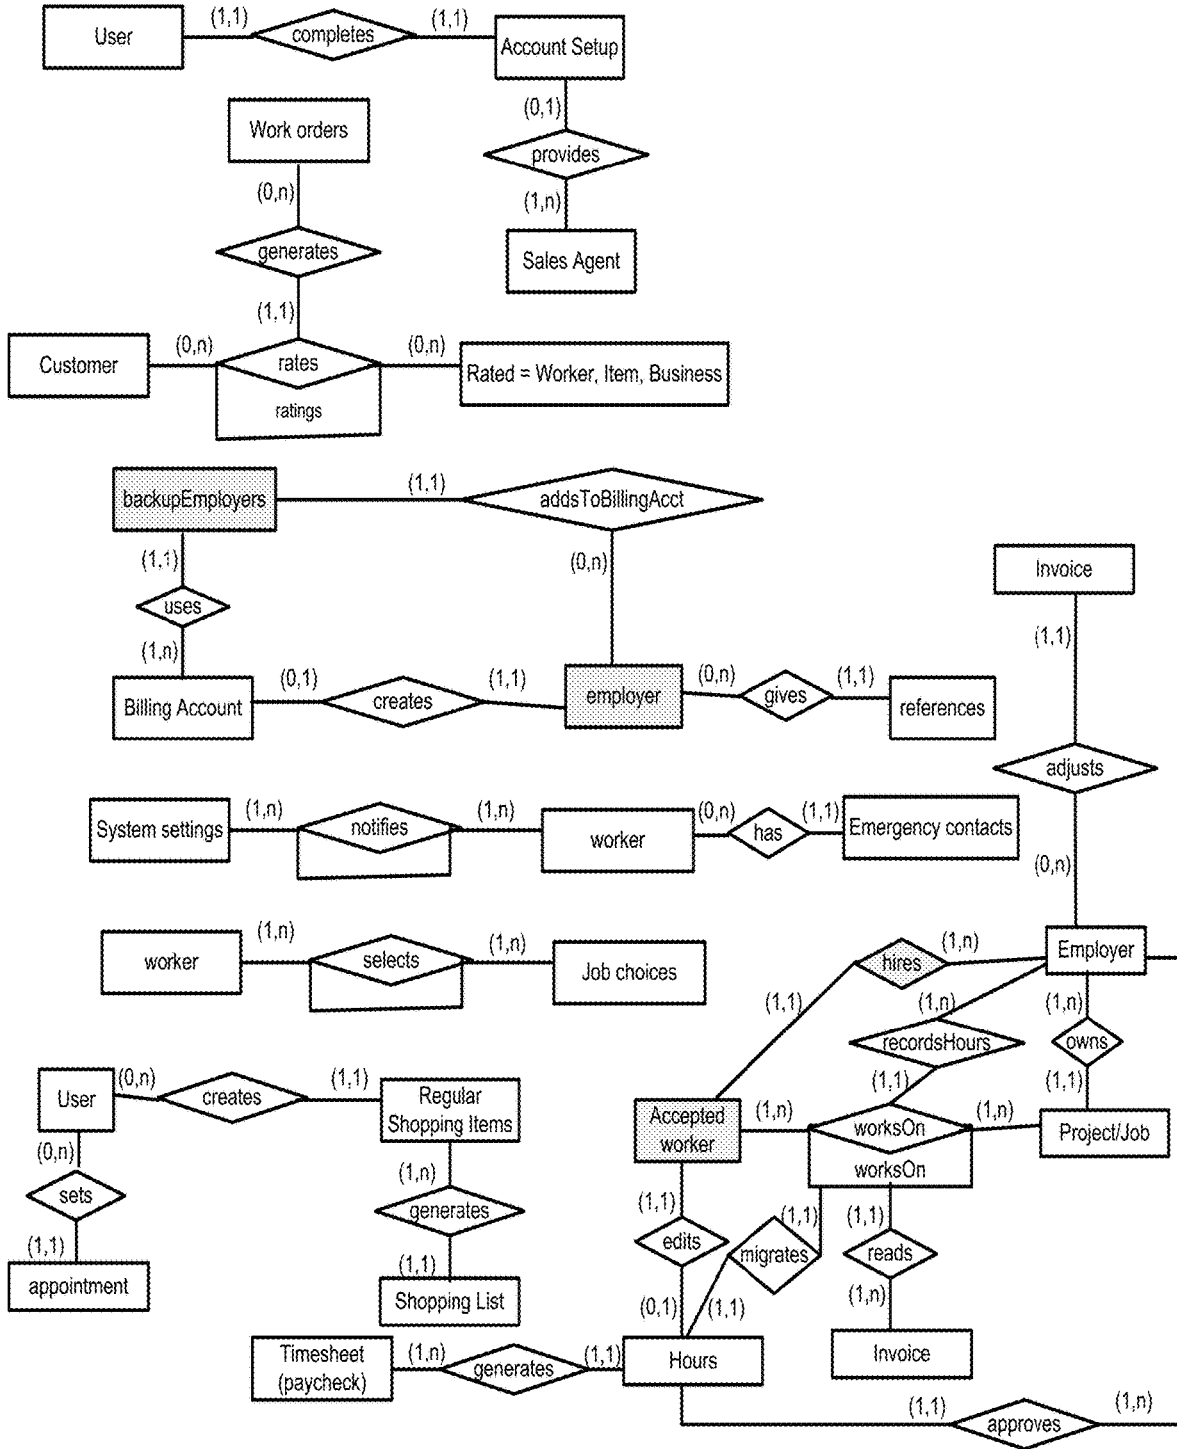 User
(1,1)
completes
(1,1)
Account Setup
(0,1)
provides
(1,n)
Sales Agent
Work orders
(0,n)
generates
(1,1)
Customer
(0,n)
rates
(0,n)
Rated = Worker, Item, Business
ratings
backupEmployers
(1,1)
addsToBillingAcct
(1,1)
(0,n)
uses
(1,n)
Billing Account
(0,1)
creates
(1,1)
employer
(0,n)
gives
(1,1)
references
Invoice
(1,1)
adjusts
(0,n)
System settings
(1,n)
notifies
(1,n)
worker
(0,n)
has
(1,1)
Emergency contacts
worker
(1,n)
selects
(1,n)
Job choices
hires
(1,n)
Employer
(1,1)
(1,n)
recordsHours
(1,1)
(1,n)
owns
(1,1)
User
(0,n)
creates
(1,1)
Regular
Shopping Items
(0,n)
sets
(1,1)
appointment
(1,n)
generates
(1,1)
Shopping List
Accepted
worker
(1,n)
worksOn
(1,n)
Project/Job
worksOn
(1,1)
edits
(0,1)
(1,1)
migrates
(1,1)
(1,1)
reads
(1,n)
Invoice
Timesheet
(paycheck)
(1,n)
generates
(1,1)
Hours
(1,1)
approves
(1,n)